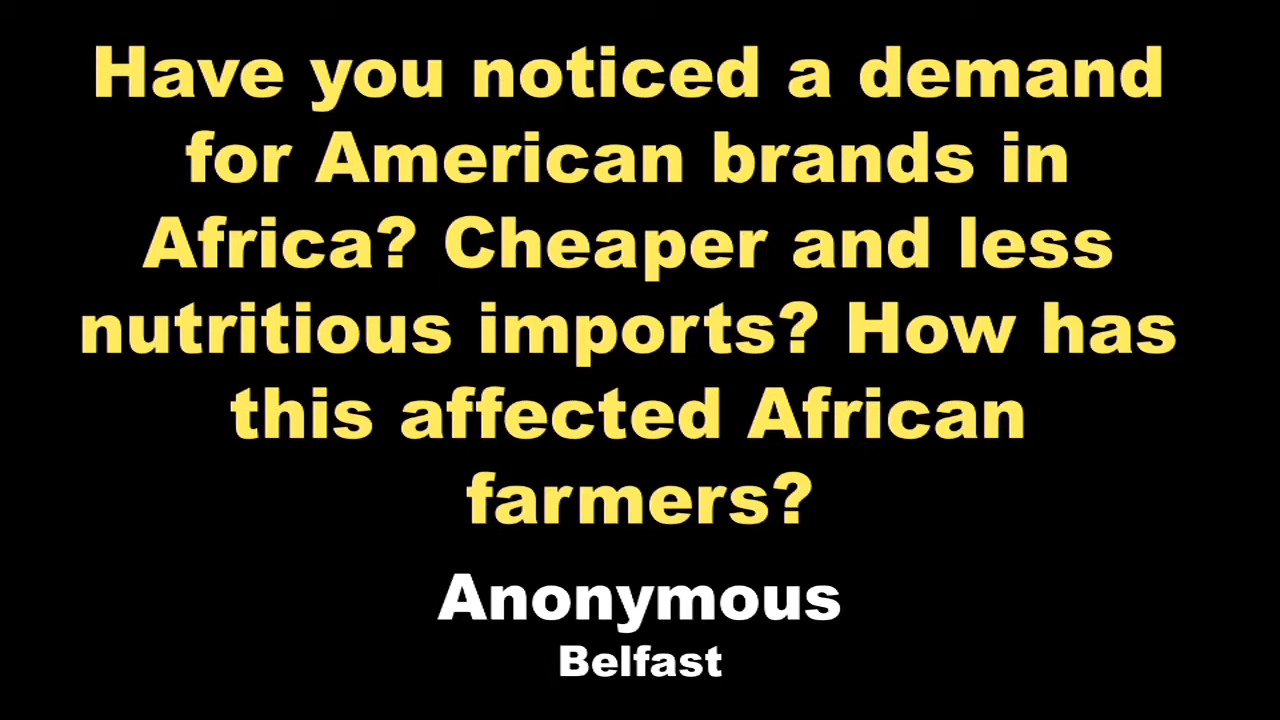 Have you noticed a demand
for American brands in
Africa? Cheaper and less
nutritious imports? How has
this affected African
farmers?
Anonymous
Belfast